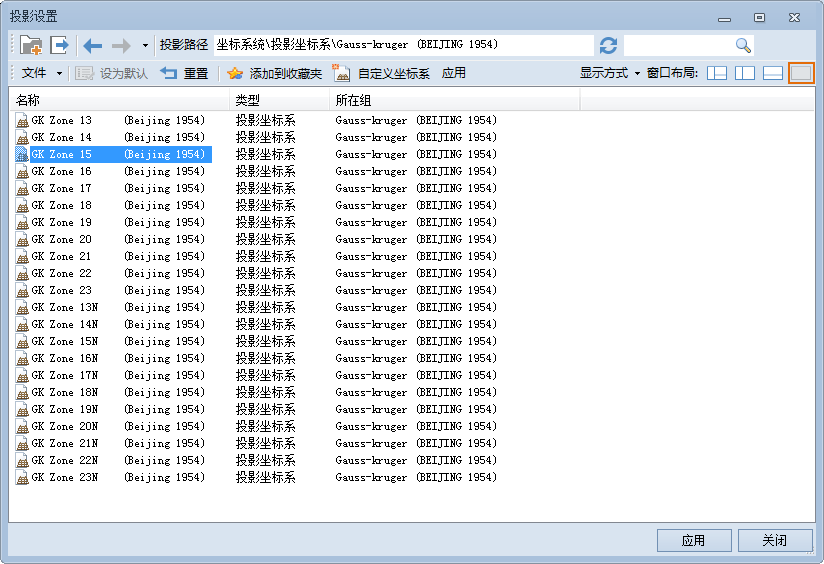 投影设置
投影路径 坐标系统\投影坐标系\Gauss-kruger (BEIJING 1954)
文件 设为默认 重置 添加到收藏夹 自定义坐标系 应用 显示方式 窗口布局:
名称 类型 所在组
GK Zone 13 (Beijing 1954) 投影坐标系 Gauss-kruger (BEIJING 1954)
GK Zone 14 (Beijing 1954) 投影坐标系 Gauss-kruger (BEIJING 1954)
GK Zone 15 (Beijing 1954) 投影坐标系 Gauss-kruger (BEIJING 1954)
GK Zone 16 (Beijing 1954) 投影坐标系 Gauss-kruger (BEIJING 1954)
GK Zone 17 (Beijing 1954) 投影坐标系 Gauss-kruger (BEIJING 1954)
GK Zone 18 (Beijing 1954) 投影坐标系 Gauss-kruger (BEIJING 1954)
GK Zone 19 (Beijing 1954) 投影坐标系 Gauss-kruger (BEIJING 1954)
GK Zone 20 (Beijing 1954) 投影坐标系 Gauss-kruger (BEIJING 1954)
GK Zone 21 (Beijing 1954) 投影坐标系 Gauss-kruger (BEIJING 1954)
GK Zone 22 (Beijing 1954) 投影坐标系 Gauss-kruger (BEIJING 1954)
GK Zone 23 (Beijing 1954) 投影坐标系 Gauss-kruger (BEIJING 1954)
GK Zone 13N (Beijing 1954) 投影坐标系 Gauss-kruger (BEIJING 1954)
GK Zone 14N (Beijing 1954) 投影坐标系 Gauss-kruger (BEIJING 1954)
GK Zone 15N (Beijing 1954) 投影坐标系 Gauss-kruger (BEIJING 1954)
GK Zone 16N (Beijing 1954) 投影坐标系 Gauss-kruger (BEIJING 1954)
GK Zone 17N (Beijing 1954) 投影坐标系 Gauss-kruger (BEIJING 1954)
GK Zone 18N (Beijing 1954) 投影坐标系 Gauss-kruger (BEIJING 1954)
GK Zone 19N (Beijing 1954) 投影坐标系 Gauss-kruger (BEIJING 1954)
GK Zone 20N (Beijing 1954) 投影坐标系 Gauss-kruger (BEIJING 1954)
GK Zone 21N (Beijing 1954) 投影坐标系 Gauss-kruger (BEIJING 1954)
GK Zone 22N (Beijing 1954) 投影坐标系 Gauss-kruger (BEIJING 1954)
GK Zone 23N (Beijing 1954) 投影坐标系 Gauss-kruger (BEIJING 1954)
应用 关闭